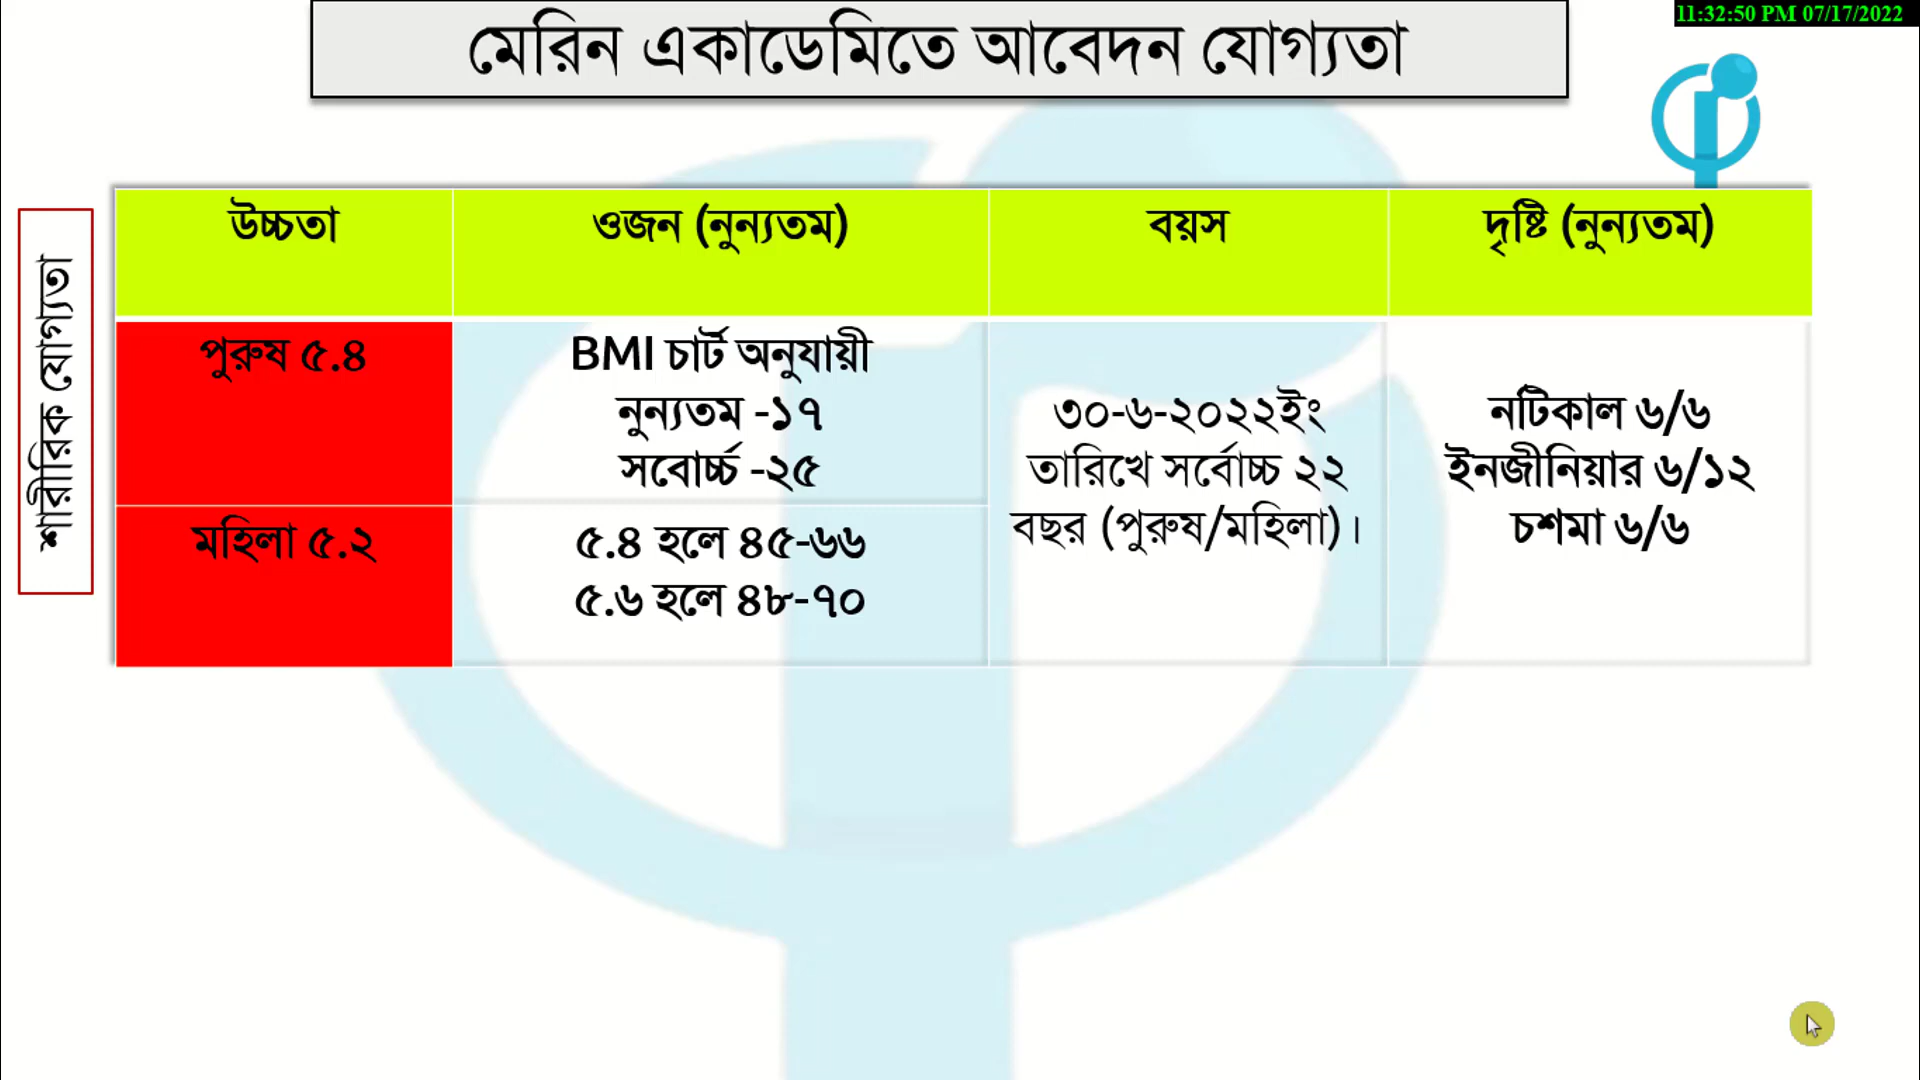 11:32:50 PM 07/17/2022
মেরিন একাডেমিতে আবেদন যোগ্যতা
শারীরিক যোগ্যতা
উচ্চতা
ওজন (নুন্যতম)
বয়স
দৃষ্টি (নুন্যতম)
পুরুষ ৫.৪
BMI চার্ট অনুযায়ী
নুন্যতম -১৭
সবোর্চ্চ -২৫
৩০-৬-২০২২ইং
তারিখে সর্বোচ্চ ২২
বছর (পুরুষ/মহিলা)।
নটিকাল ৬/৬
ইনজীনিয়ার ৬/১২
চশমা ৬/৬
মহিলা ৫.২
৫.৪ হলে ৪৫-৬৬
৫.৬ হলে ৪৮-৭০